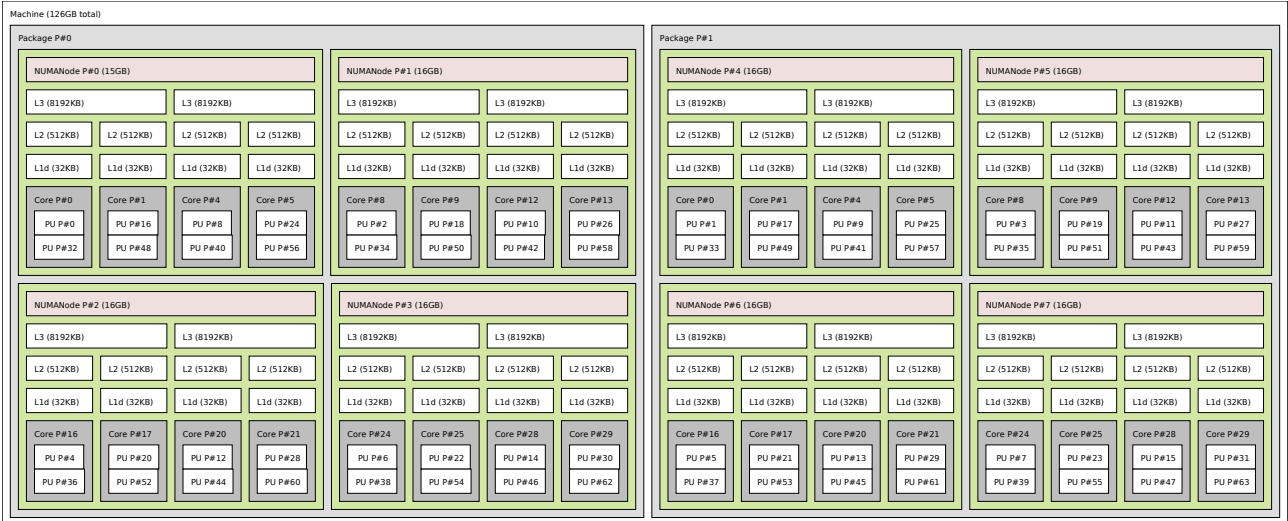 Machine (126GB total)
Package P#0
NUMANode P#0 (15GB)
L3 (8192KB) L3 (8192KB)
L2 (512KB) L2 (512KB) L2 (512KB) L2 (512KB)
L1d (32KB) L1d (32KB) L1d (32KB) L1d (32KB)
Core P#0 Core P#1 Core P#4 Core P#5
PU P#0 PU P#16 PU P#8 PU P#24
PU P#32 PU P#48 PU P#40 PU P#56
NUMANode P#1 (16GB)
L3 (8192KB) L3 (8192KB)
L2 (512KB) L2 (512KB) L2 (512KB) L2 (512KB)
L1d (32KB) L1d (32KB) L1d (32KB) L1d (32KB)
Core P#8 Core P#9 Core P#12 Core P#13
PU P#2 PU P#18 PU P#10 PU P#26
PU P#34 PU P#50 PU P#42 PU P#58
NUMANode P#2 (16GB)
L3 (8192KB) L3 (8192KB)
L2 (512KB) L2 (512KB) L2 (512KB) L2 (512KB)
L1d (32KB) L1d (32KB) L1d (32KB) L1d (32KB)
Core P#16 Core P#17 Core P#20 Core P#21
PU P#4 PU P#20 PU P#12 PU P#28
PU P#36 PU P#52 PU P#44 PU P#60
NUMANode P#3 (16GB)
L3 (8192KB) L3 (8192KB)
L2 (512KB) L2 (512KB) L2 (512KB) L2 (512KB)
L1d (32KB) L1d (32KB) L1d (32KB) L1d (32KB)
Core P#24 Core P#25 Core P#28 Core P#29
PU P#6 PU P#22 PU P#14 PU P#30
PU P#38 PU P#54 PU P#46 PU P#62
Package P#1
NUMANode P#4 (16GB)
L3 (8192KB) L3 (8192KB)
L2 (512KB) L2 (512KB) L2 (512KB) L2 (512KB)
L1d (32KB) L1d (32KB) L1d (32KB) L1d (32KB)
Core P#0 Core P#1 Core P#4 Core P#5
PU P#1 PU P#17 PU P#9 PU P#25
PU P#33 PU P#49 PU P#41 PU P#57
NUMANode P#5 (16GB)
L3 (8192KB) L3 (8192KB)
L2 (512KB) L2 (512KB) L2 (512KB) L2 (512KB)
L1d (32KB) L1d (32KB) L1d (32KB) L1d (32KB)
Core P#8 Core P#9 Core P#12 Core P#13
PU P#3 PU P#19 PU P#11 PU P#27
PU P#35 PU P#51 PU P#43 PU P#59
NUMANode P#6 (16GB)
L3 (8192KB) L3 (8192KB)
L2 (512KB) L2 (512KB) L2 (512KB) L2 (512KB)
L1d (32KB) L1d (32KB) L1d (32KB) L1d (32KB)
Core P#16 Core P#17 Core P#20 Core P#21
PU P#5 PU P#21 PU P#13 PU P#29
PU P#37 PU P#53 PU P#45 PU P#61
NUMANode P#7 (16GB)
L3 (8192KB) L3 (8192KB)
L2 (512KB) L2 (512KB) L2 (512KB) L2 (512KB)
L1d (32KB) L1d (32KB) L1d (32KB) L1d (32KB)
Core P#24 Core P#25 Core P#28 Core P#29
PU P#7 PU P#23 PU P#15 PU P#31
PU P#39 PU P#55 PU P#47 PU P#63